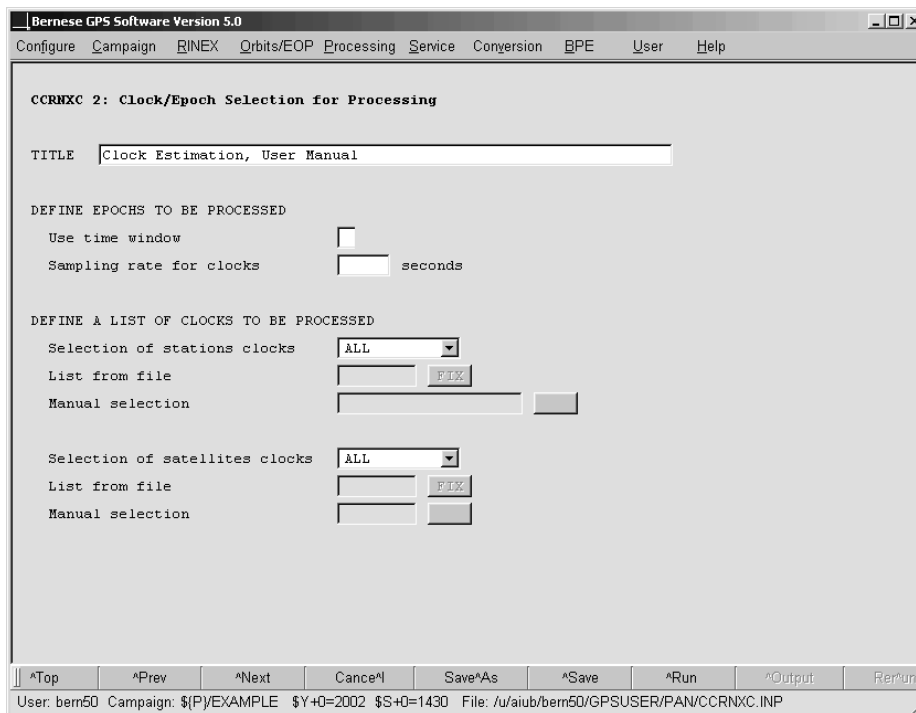 Bernese GPS Software Version 5.0
Configure Campaign RINEX Orbits/EOP Processing Service Conversion BPE User Help
CCRNXC 2: Clock/Epoch Selection for Processing
TITLE Clock Estimation, User Manual
DEFINE EPOCHS TO BE PROCESSED
Use time window
Sampling rate for clocks seconds
DEFINE A LIST OF CLOCKS TO BE PROCESSED
Selection of stations clocks ALL
List from file FIX
Manual selection
Selection of satellites clocks ALL
List from file FIX
Manual selection
^Top ^Prev ^Next Cance^l Save^As ^Save ^Run ^Output Rer^un
User: bern50 Campaign: ${P}/EXAMPLE $Y+0=2002 $S+0=1430 File: /u/aiub/bern50/GPSUSER/PAN/CCRNXC.INP